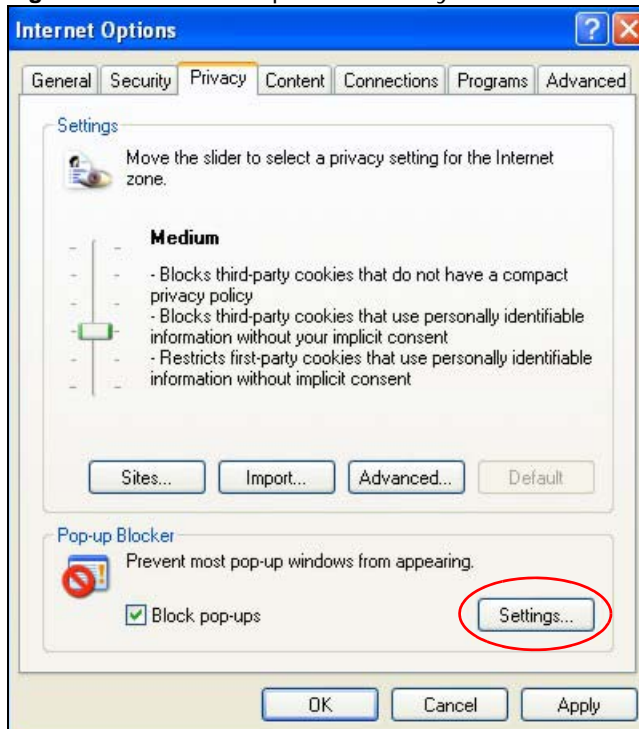 Internet Options
General Security Privacy Content Connections Programs Advanced
Settings
Move the slider to select a privacy setting for the Internet
zone.
Medium
- Blocks third-party cookies that do not have a compact
privacy policy
- Blocks third-party cookies that use personally identifiable
information without your implicit consent
- Restricts first-party cookies that use personally identifiable
information without implicit consent
Sites... Import... Advanced... Default
Pop-up Blocker
Prevent most pop-up windows from appearing.
Block pop-ups Settings...
OK Cancel Apply